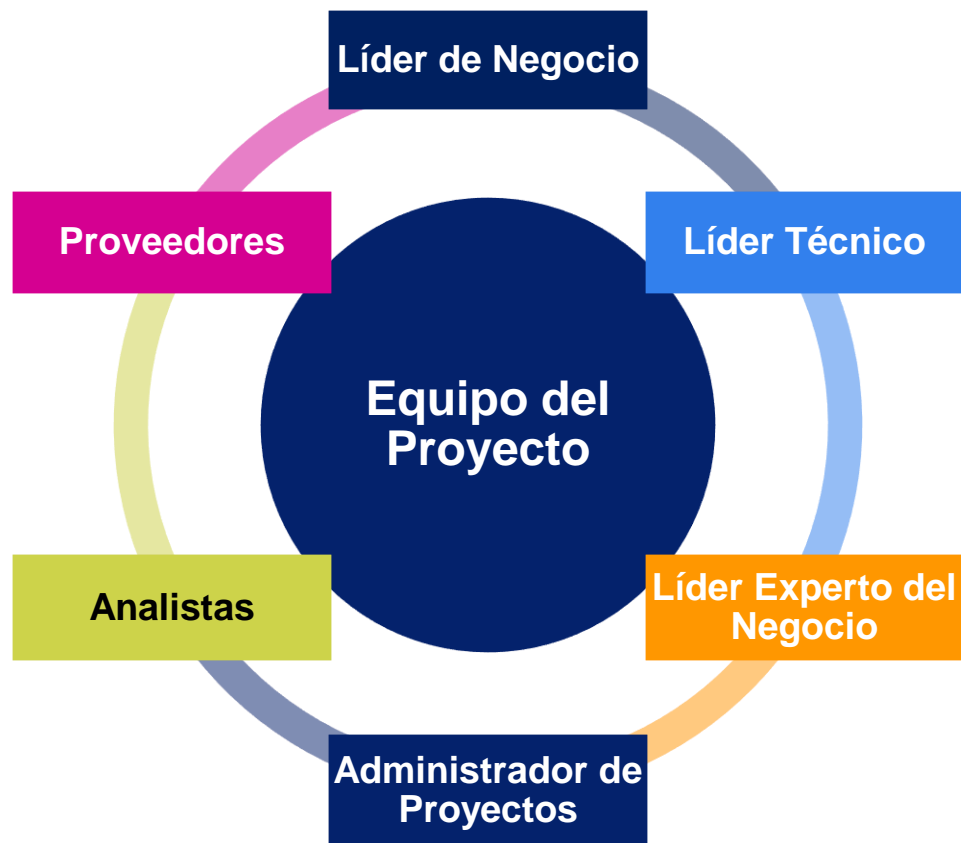 Líder de Negocio
Proveedores
Líder Técnico
Equipo del
Proyecto
Analistas
Líder Experto del
Negocio
Administrador de
Proyectos